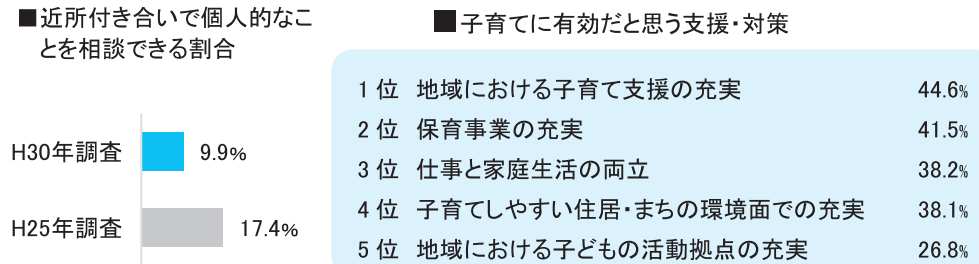 ■近所付き合いで個人的なこ
とを相談できる割合
H30年調査 9.9%
H25年調査 17.4%
■子育てに有効だと思う支援・対策
1位 地域における子育て支援の充実 44.6%
2位 保育事業の充実 41.5%
3位 仕事と家庭生活の両立 38.2%
4位 子育てしやすい住居・まちの環境面での充実 38.1%
5位 地域における子どもの活動拠点の充実 26.8%